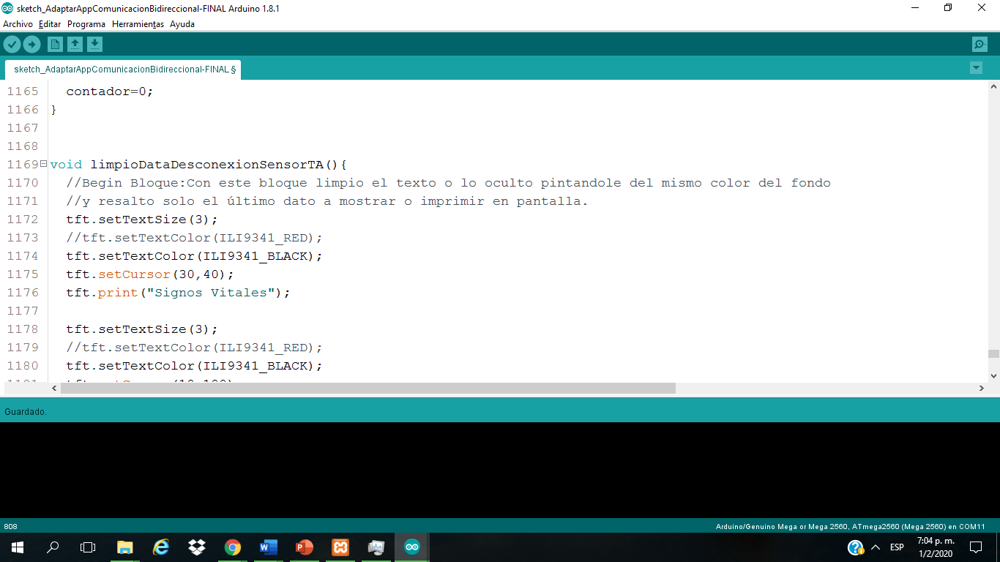 sketch_AdaptarAppComunicacionBidireccional-FINAL Arduino 1.8.1
Archivo Editar Programa Herramientas Ayuda
sketch_AdaptarAppComunicacionBidireccional-FINAL §
1165 contador=0;
1166 }
1167
1168
1169 void limpioDataDesconexionSensorTA(){
1170 //Begin Bloque:Con este bloque limpio el texto o lo oculto pintandole del mismo color del fondo
1171 //y resalto solo el último dato a mostrar o imprimir en pantalla.
1172 tft.setTextSize(3);
1173 //tft.setTextColor(ILI9341_RED);
1174 tft.setTextColor(ILI9341_BLACK);
1175 tft.setCursor(30,40);
1176 tft.print("Signos Vitales");
1177
1178 tft.setTextSize(3);
1179 //tft.setTextColor(ILI9341_RED);
1180 tft.setTextColor(ILI9341_BLACK);
Guardado.
808 Arduino/Genuino Mega or Mega 2560, ATmega2560 (Mega 2560) en COM11
ESP 7:04 p. m.
1/2/2020